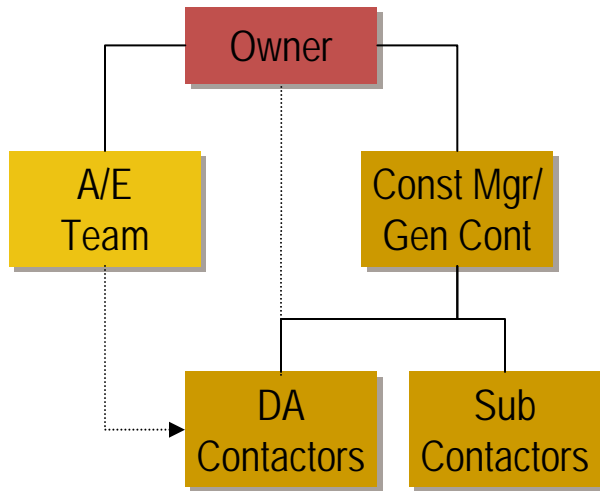 Owner
A/E
Team
Const Mgr/
Gen Cont
DA
Contactors
Sub
Contactors